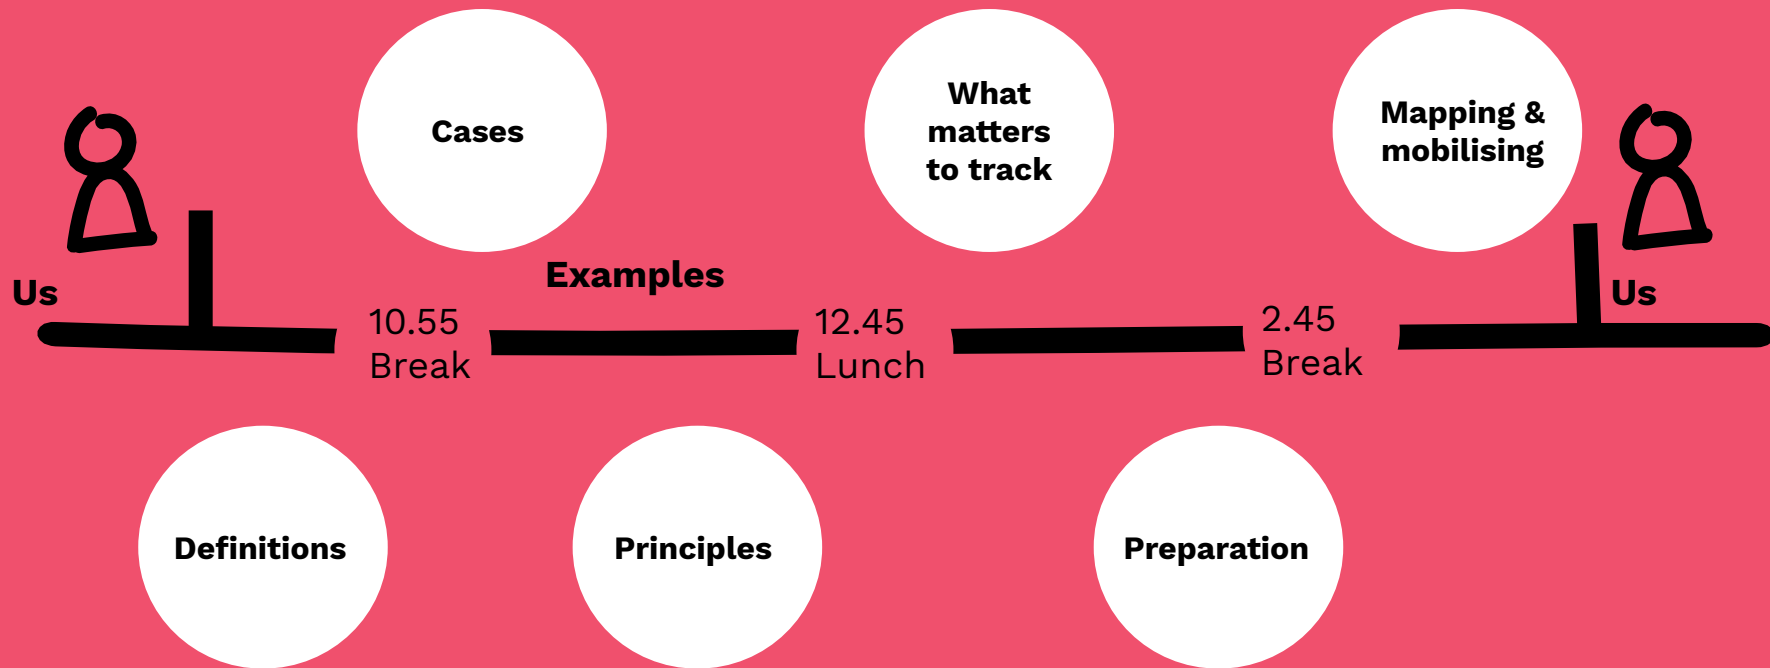 Cases
What
matters
to track
Mapping &
mobilising
Us
Examples
Us
10.55
Break
12.45
Lunch
2.45
Break
Definitions
Principles
Preparation